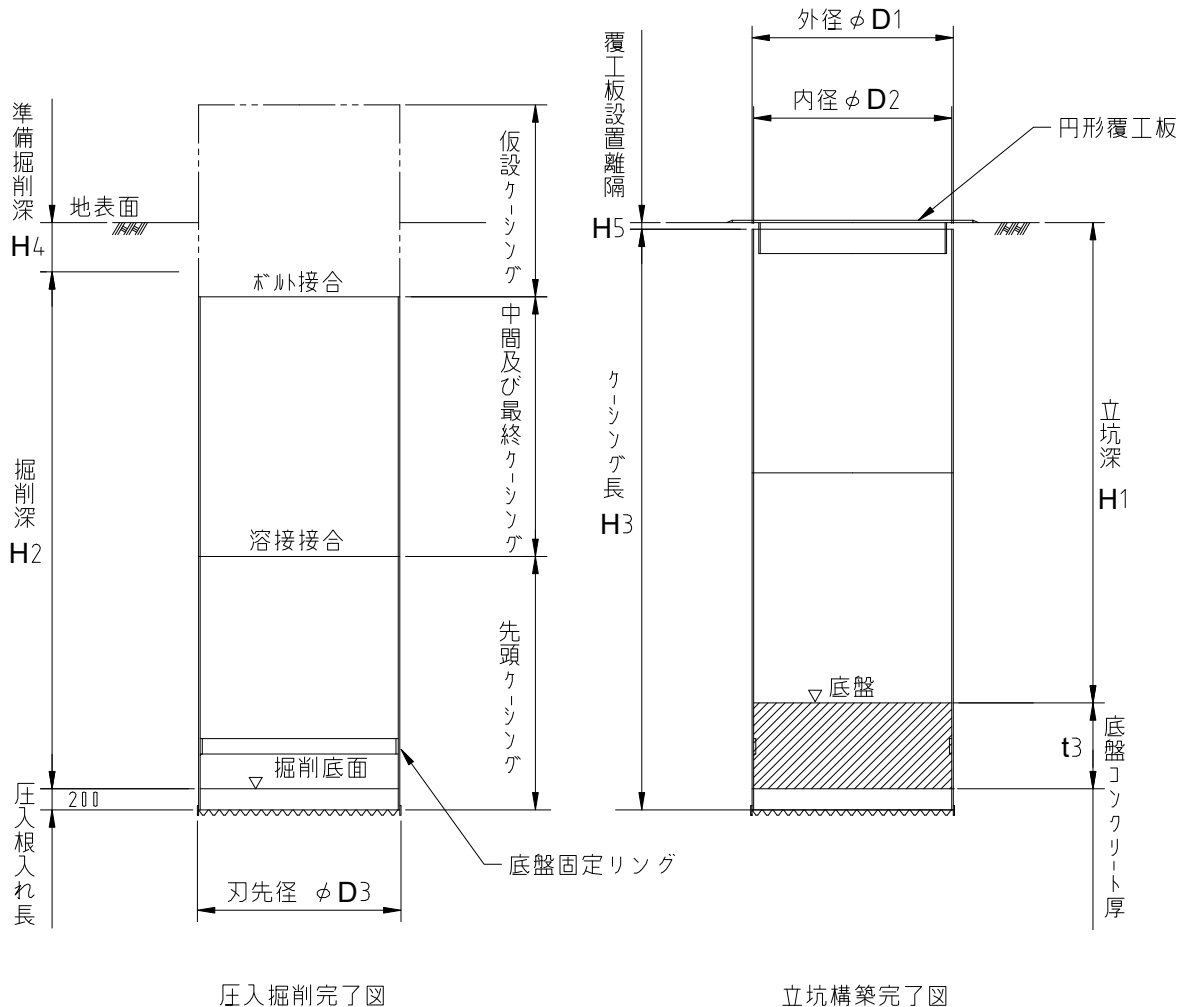 準備掘削深
H4
地表面
掘削深
H2
圧入根入れ長
200
ボルト接合
溶接接合
掘削底面
刃先径 φD3
仮設ケーシング
中間及び最終ケーシング
先頭ケーシング
底盤固定リング
圧入掘削完了図
外径φD1
内径φD2
覆工板設置離隔
H5
円形覆工板
ケーシング長
H3
立坑深
H1
底盤
t3
底盤コンクリート厚
立坑構築完了図